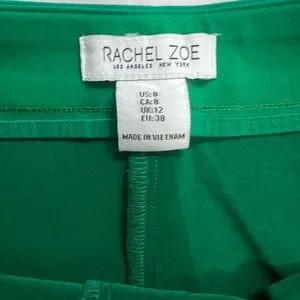 RACHEL ZOE
LOS ANGELES NEW YORK
US:8
CA:8
UK:12
EU:38
MADE IN VIETNAM